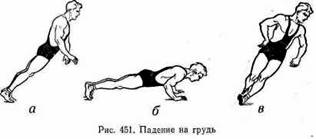 а б в
Рис. 451. Падение на грудь